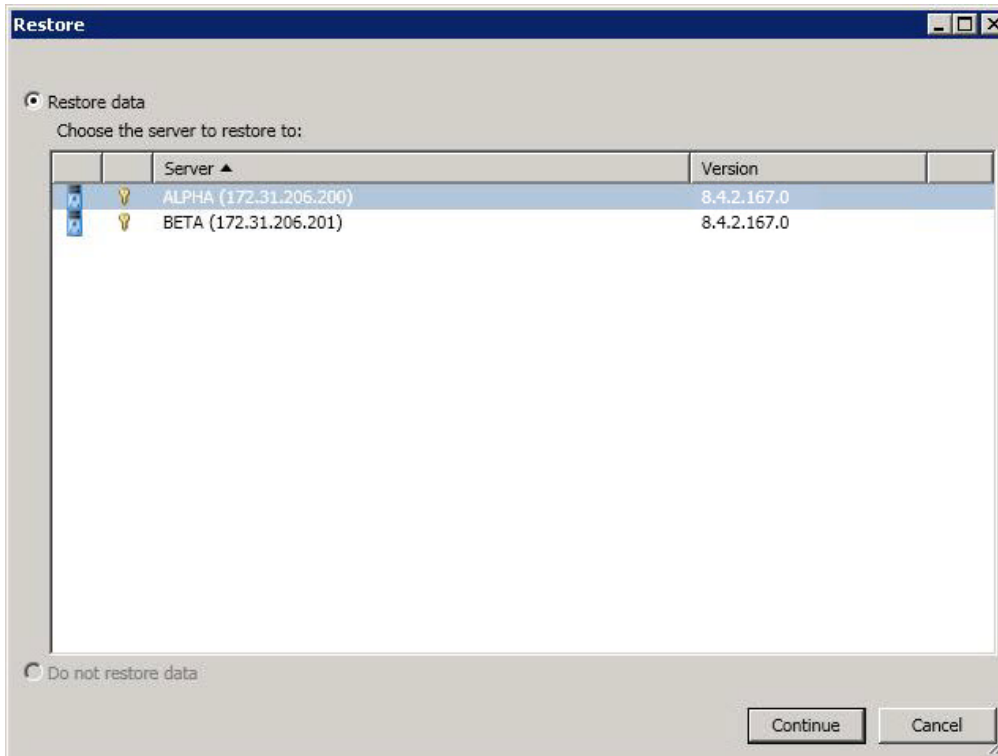 Restore
Restore data
Choose the server to restore to:
Server Version
ALPHA (172.31.206.200) 8.4.2.167.0
BETA (172.31.206.201) 8.4.2.167.0
Do not restore data
Continue Cancel